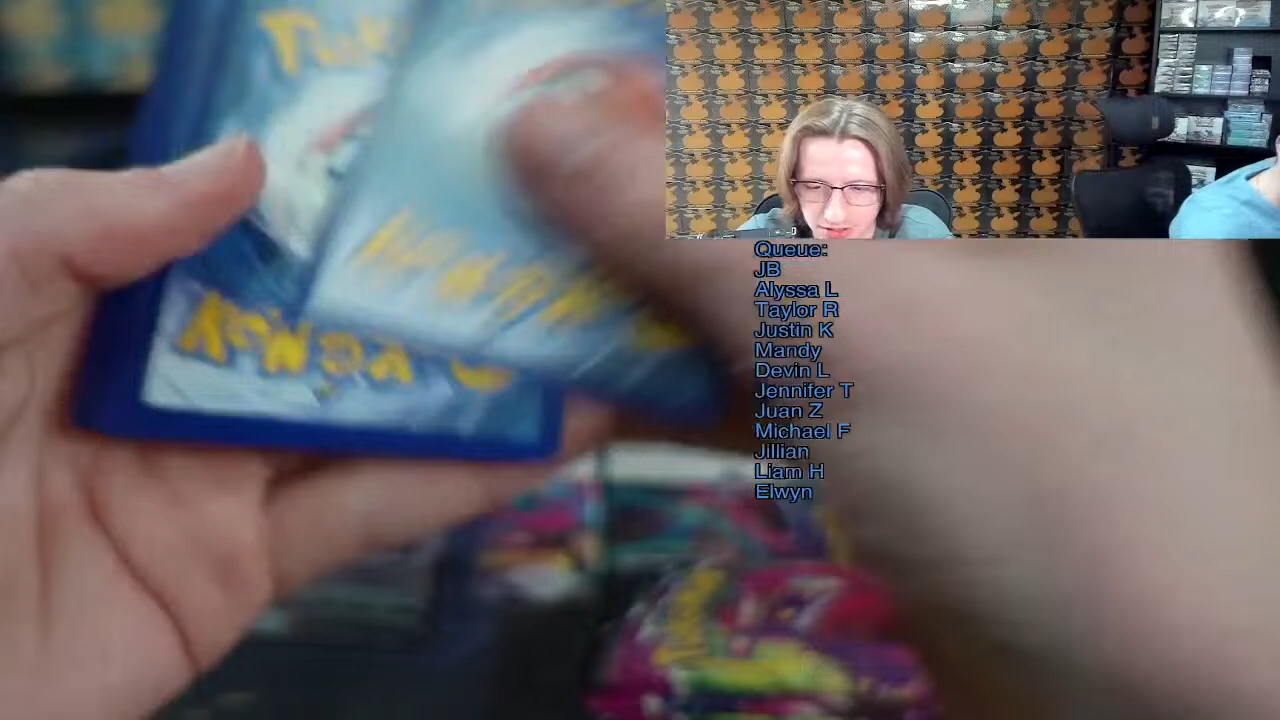 Queue:
JB
Alyssa L
Taylor R
Justin K
Mandy
Devin L
Jennifer T
Juan Z
Michael F
Jillian
Liam H
Elwyn